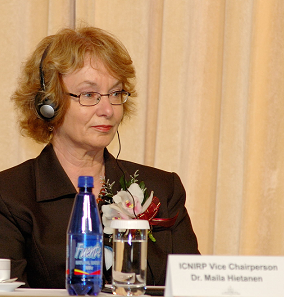 ICNIRP Vice Chairperson
Dr. Maila Hietanen